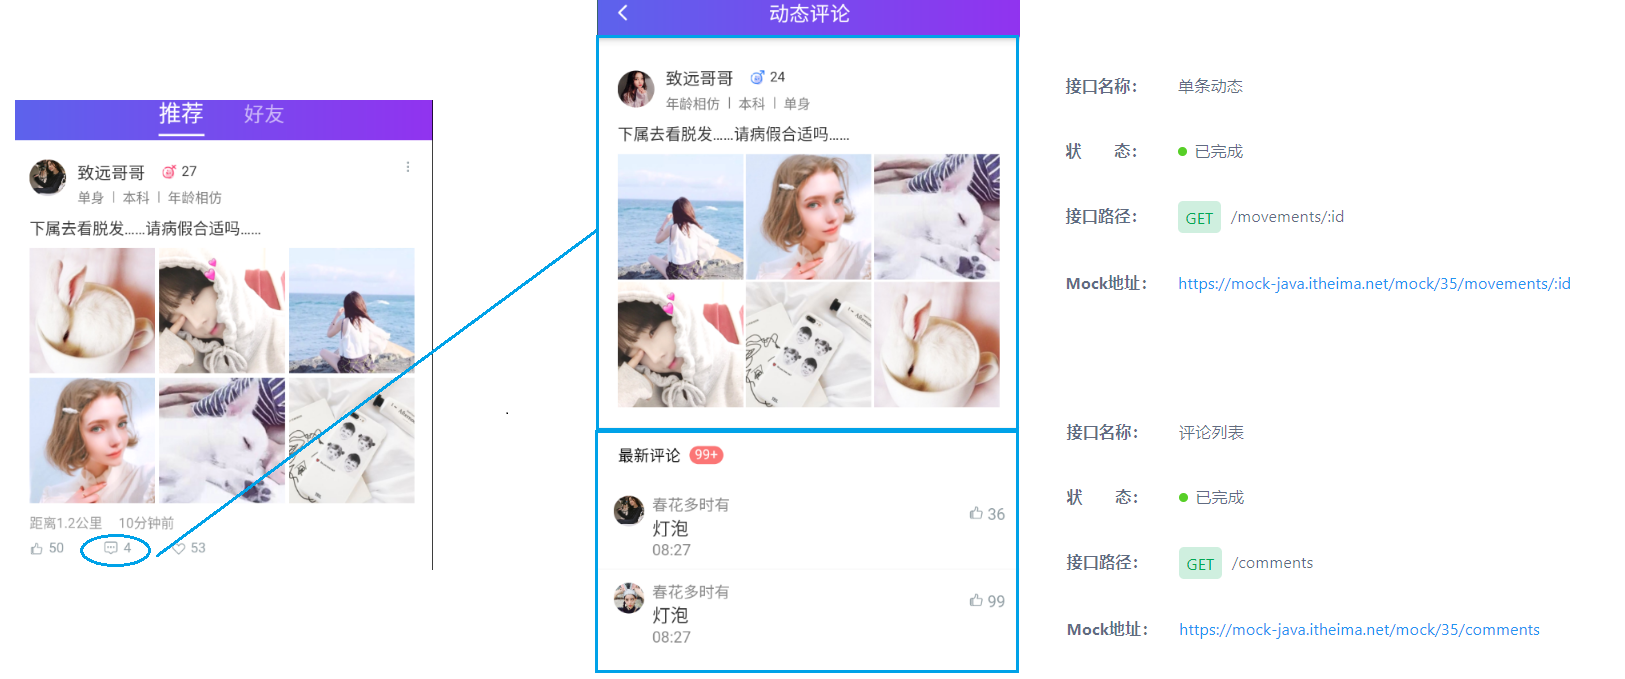 推荐 好友
致远哥哥 27
单身 | 本科 | 年龄相仿
下属去看脱发……请病假合适吗……
距离1.2公里 10分钟前
50 4 53
动态评论
致远哥哥 24
年龄相仿 | 本科 | 单身
下属去看脱发……请病假合适吗……
最新评论 99+
春花多时有
灯泡
08:27
36
春花多时有
灯泡
08:27
99
接口名称： 单条动态
状 态： 已完成
接口路径： GET /movements/:id
Mock地址： https://mock-java.itheima.net/mock/35/movements/:id
接口名称： 评论列表
状 态： 已完成
接口路径： GET /comments
Mock地址： https://mock-java.itheima.net/mock/35/comments